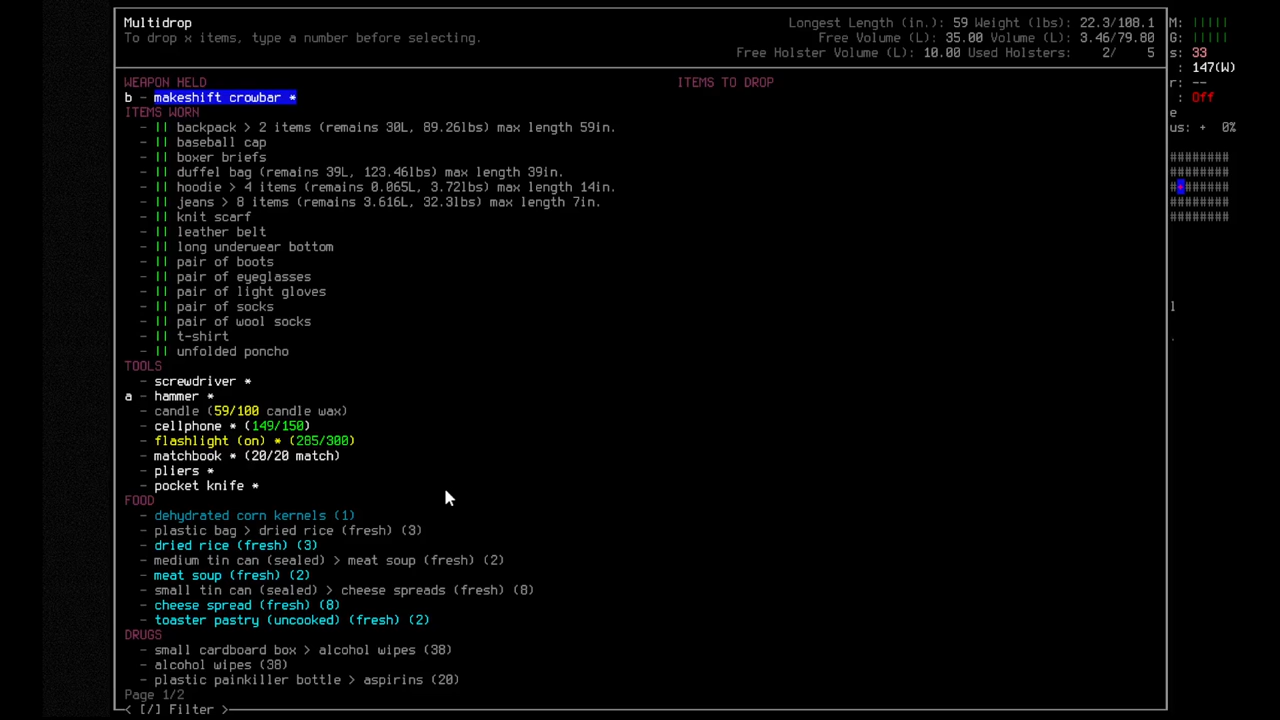 Multidrop
To drop x items, type a number before selecting.
Longest Length (in.): 59 Weight (lbs): 22.3/108.1
Free Volume (L): 35.00 Volume (L): 3.46/79.80
Free Holster Volume (L): 10.00 Used Holsters: 2/ 5
M: |||||
G: |||||
s: 33
: 147(W)
r: --
: Off
e
us: + 0%
########
########
#+######
########
########
l
.
WEAPON HELD
ITEMS TO DROP
b - makeshift crowbar *
ITEMS WORN
- || backpack > 2 items (remains 30L, 89.26lbs) max length 59in.
- || baseball cap
- || boxer briefs
- || duffel bag (remains 39L, 123.46lbs) max length 39in.
- || hoodie > 4 items (remains 0.065L, 3.72lbs) max length 14in.
- || jeans > 8 items (remains 3.616L, 32.3lbs) max length 7in.
- || knit scarf
- || leather belt
- || long underwear bottom
- || pair of boots
- || pair of eyeglasses
- || pair of light gloves
- || pair of socks
- || pair of wool socks
- || t-shirt
- || unfolded poncho
TOOLS
- screwdriver *
a - hammer *
- candle (59/100 candle wax)
- cellphone * (149/150)
- flashlight (on) * (285/300)
- matchbook * (20/20 match)
- pliers *
- pocket knife *
FOOD
- dehydrated corn kernels (1)
- plastic bag > dried rice (fresh) (3)
- dried rice (fresh) (3)
- medium tin can (sealed) > meat soup (fresh) (2)
- meat soup (fresh) (2)
- small tin can (sealed) > cheese spreads (fresh) (8)
- cheese spread (fresh) (8)
- toaster pastry (uncooked) (fresh) (2)
DRUGS
- small cardboard box > alcohol wipes (38)
- alcohol wipes (38)
- plastic painkiller bottle > aspirins (20)
Page 1/2
< [/] Filter >